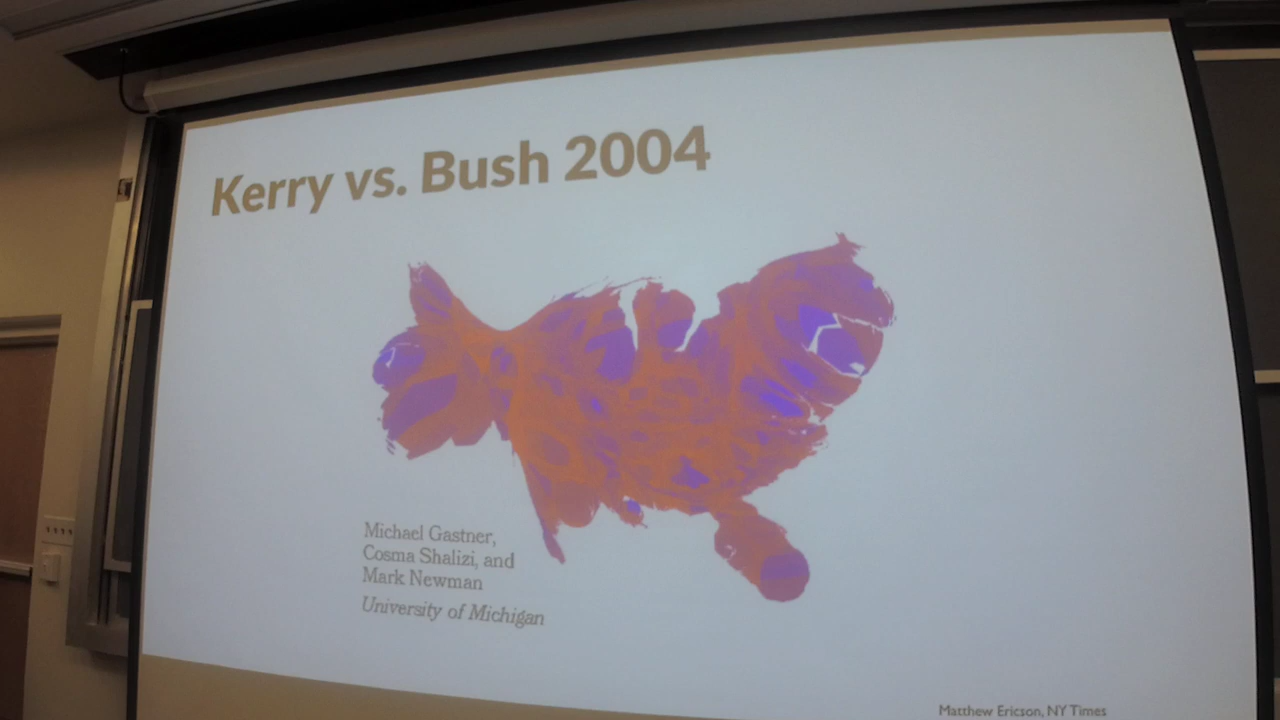 Kerry vs. Bush 2004
Michael Gastner,
Cosma Shalizi, and
Mark Newman
University of Michigan
Matthew Ericson, NY Times